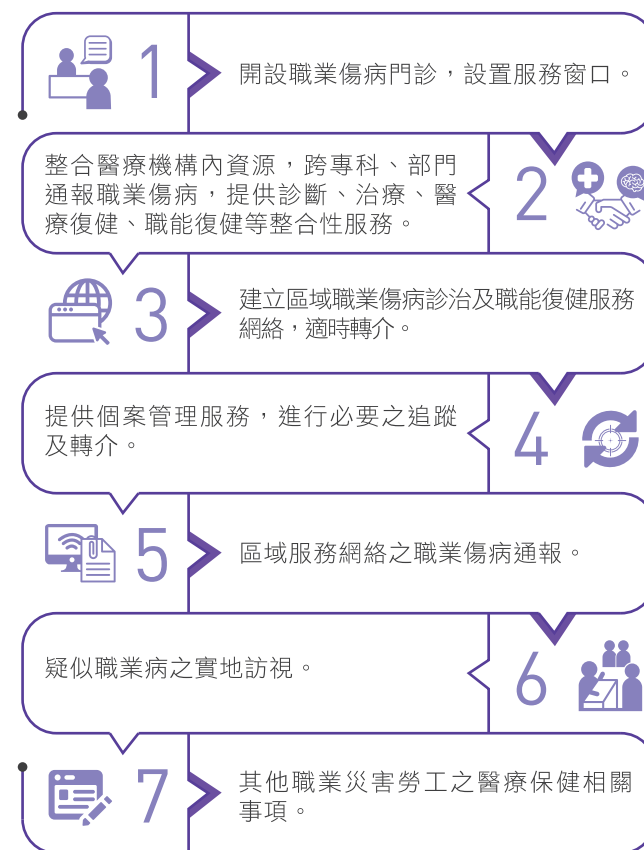 1
開設職業傷病門診，設置服務窗口。
整合醫療機構內資源，跨專科、部門
通報職業傷病，提供診斷、治療、醫
療復健、職能復健等整合性服務。
2
3
建立區域職業傷病診治及職能復健服務
網絡，適時轉介。
提供個案管理服務，進行必要之追蹤
及轉介。
4
5
區域服務網絡之職業傷病通報。
疑似職業病之實地訪視。
6
7
其他職業災害勞工之醫療保健相關
事項。